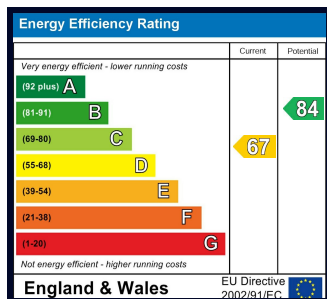 Energy Efficiency Rating
Current Potential
Very energy efficient - lower running costs
(92 plus) A
(81-91) B
84
(69-80) C
67
(55-68) D
(39-54) E
(21-38) F
(1-20) G
Not energy efficient - higher running costs
England & Wales
EU Directive
2002/91/EC